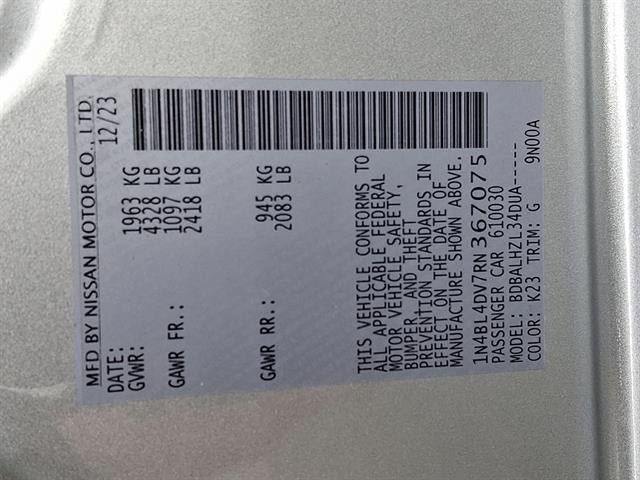 MFD BY NISSAN MOTOR CO., LTD.
DATE: 12/23
GVWR: 1963 KG
4328 LB
GAWR FR.: 1097 KG
2418 LB
GAWR RR.: 945 KG
2083 LB
THIS VEHICLE CONFORMS TO
ALL APPLICABLE FEDERAL
MOTOR VEHICLE SAFETY,
BUMPER, AND THEFT
PREVENTION STANDARDS IN
EFFECT ON THE DATE OF
MANUFACTURE SHOWN ABOVE.
1N4BL4DV7RN367075
PASSENGER CAR 610030
MODEL: BDBALHZL34DUA-----
COLOR: K23 TRIM: G 9N00A